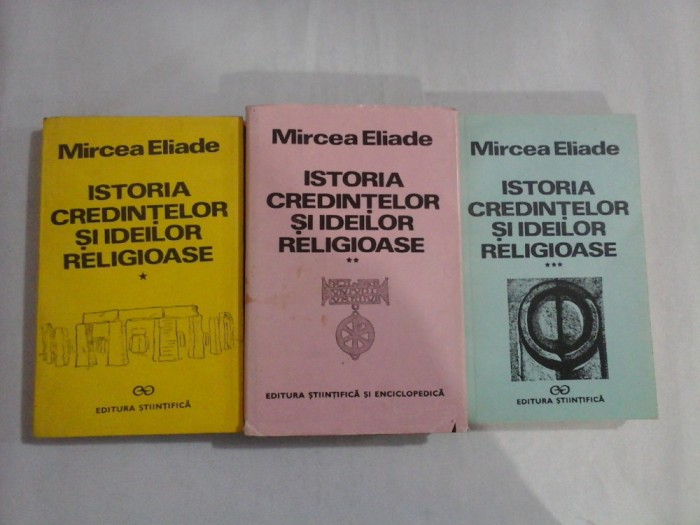 Mircea Eliade
ISTORIA
CREDINȚELOR
ȘI IDEILOR
RELIGIOASE
*
EDITURA ȘTIINȚIFICĂ
Mircea Eliade
ISTORIA
CREDINȚELOR
ȘI IDEILOR
RELIGIOASE
**
EDITURA ȘTIINȚIFICĂ ȘI ENCICLOPEDICĂ
Mircea Eliade
ISTORIA
CREDINȚELOR
ȘI IDEILOR
RELIGIOASE
***
EDITURA ȘTIINȚIFICĂ